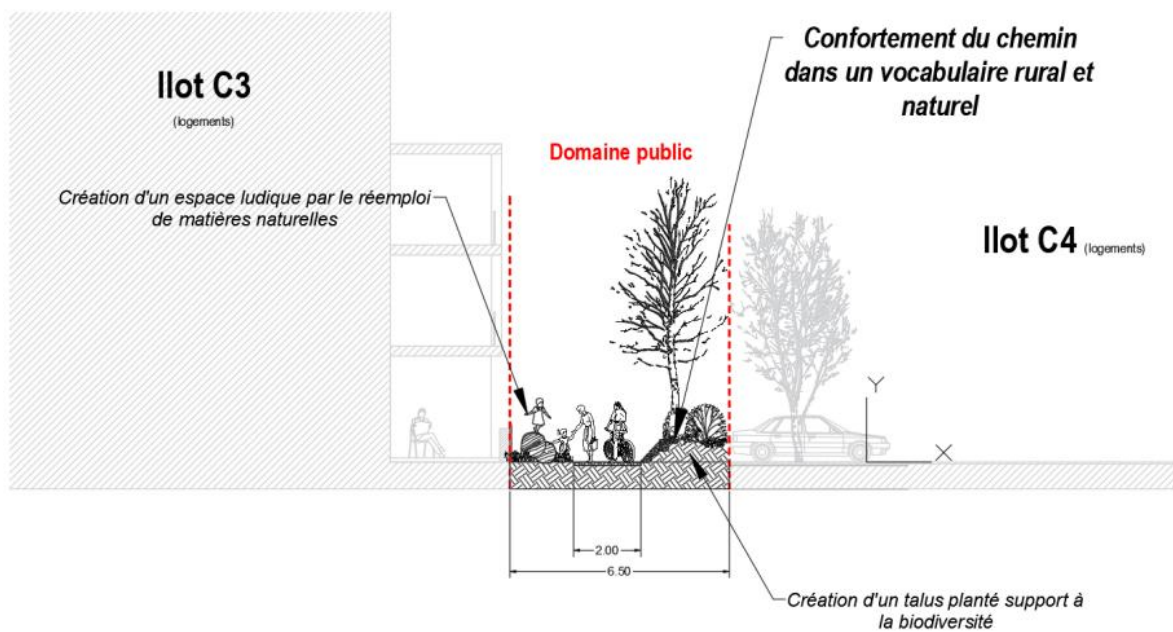 Ilot C3
(logements)
Confortement du chemin
dans un vocabulaire rural et
naturel
Domaine public
Création d'un espace ludique par le réemploi
de matières naturelles
Ilot C4 (logements)
Y
X
2.00
6.50
Création d'un talus planté support à
la biodiversité